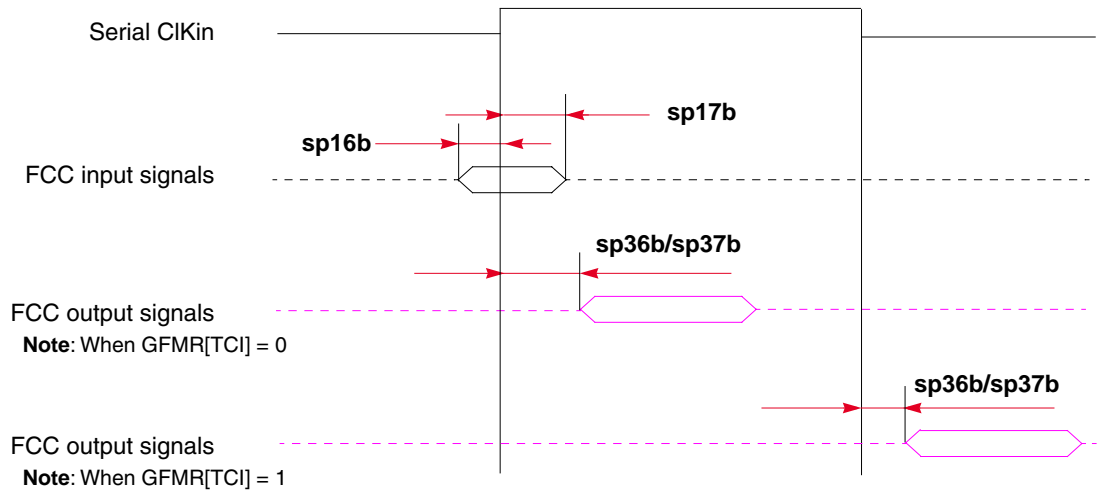 Serial ClKin
sp17b
sp16b
FCC input signals
sp36b/sp37b
FCC output signals
Note: When GFMR[TCI] = 0
sp36b/sp37b
FCC output signals
Note: When GFMR[TCI] = 1